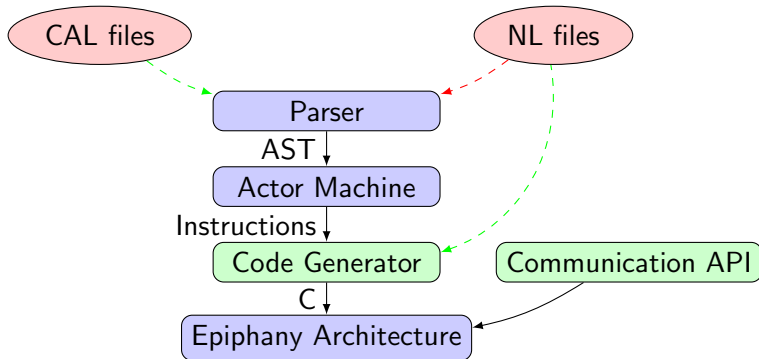 CAL files
NL files
Parser
AST
Actor Machine
Instructions
Code Generator
Communication API
C
Epiphany Architecture